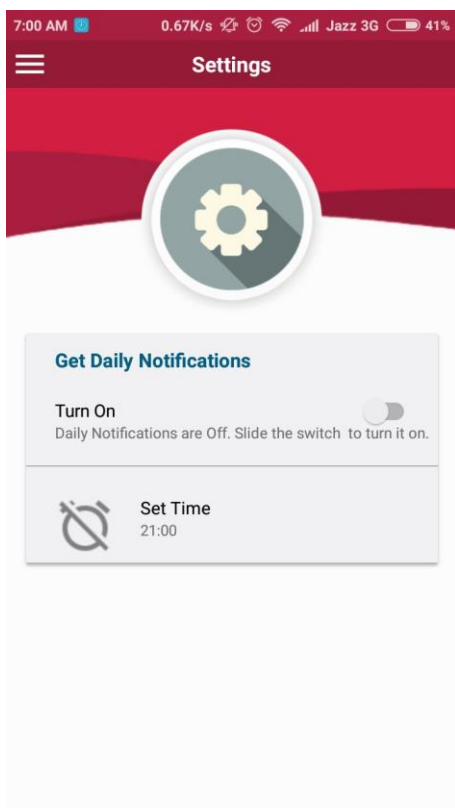 7:00 AM 0.67K/s Jazz 3G 41%
Settings
Get Daily Notifications
Turn On
Daily Notifications are Off. Slide the switch to turn it on.
Set Time
21:00